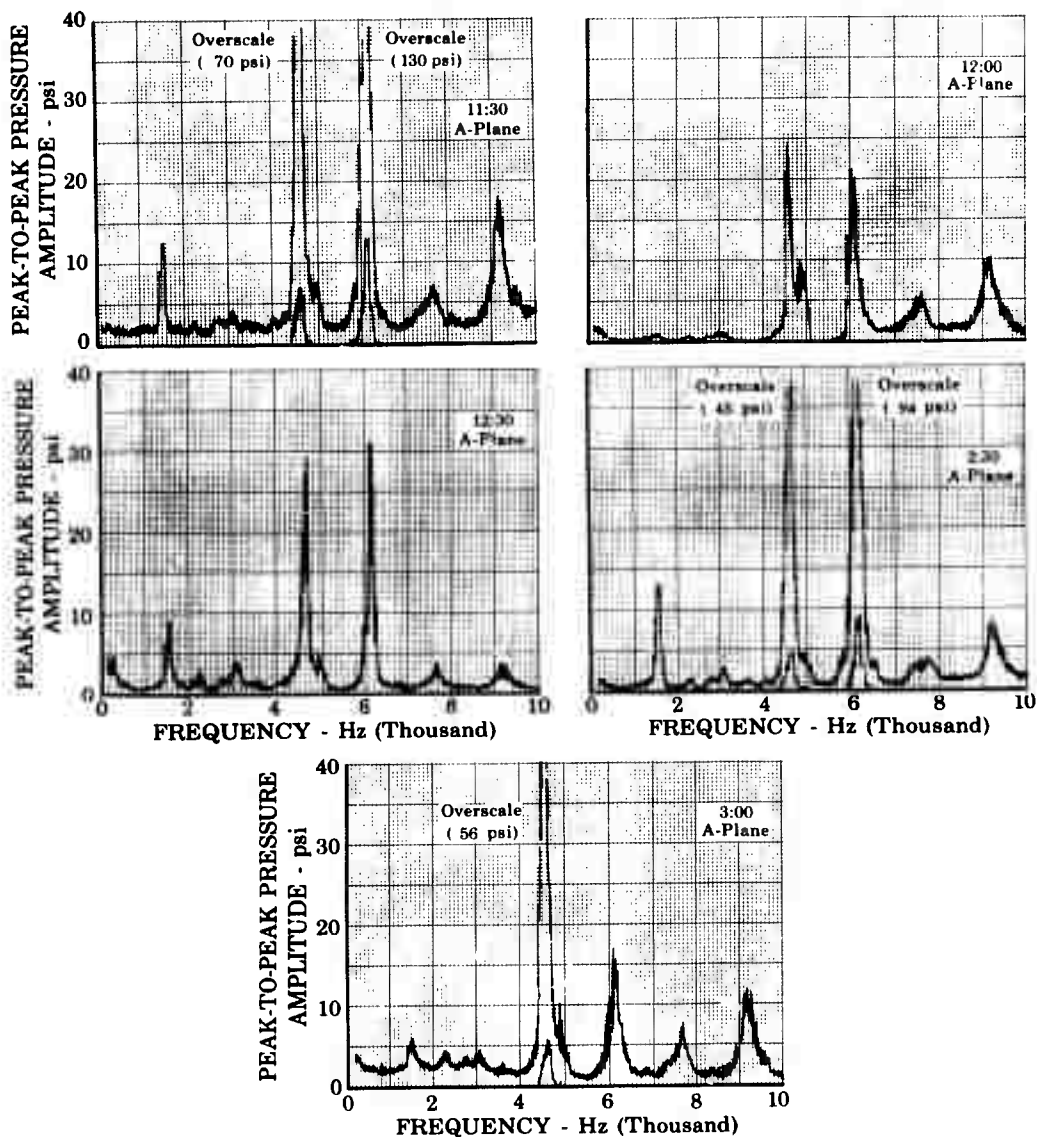 PEAK-TO-PEAK PRESSURE
AMPLITUDE - psi
40
30
20
10
0
Overscale
( 70 psi)
Overscale
(130 psi)
11:30
A-Plane
12:00
A-Plane
PEAK-TO-PEAK PRESSURE
AMPLITUDE - psi
40
30
20
10
0
12:30
A-Plane
0 2 4 6 8 10
FREQUENCY - Hz (Thousand)
Overscale
( 45 psi)
Overscale
( 94 psi)
2:30
A-Plane
0 2 4 6 8 10
FREQUENCY - Hz (Thousand)
PEAK-TO-PEAK PRESSURE
AMPLITUDE - psi
40
30
20
10
0
Overscale
( 56 psi)
3:00
A-Plane
0 2 4 6 8 10
FREQUENCY - Hz (Thousand)